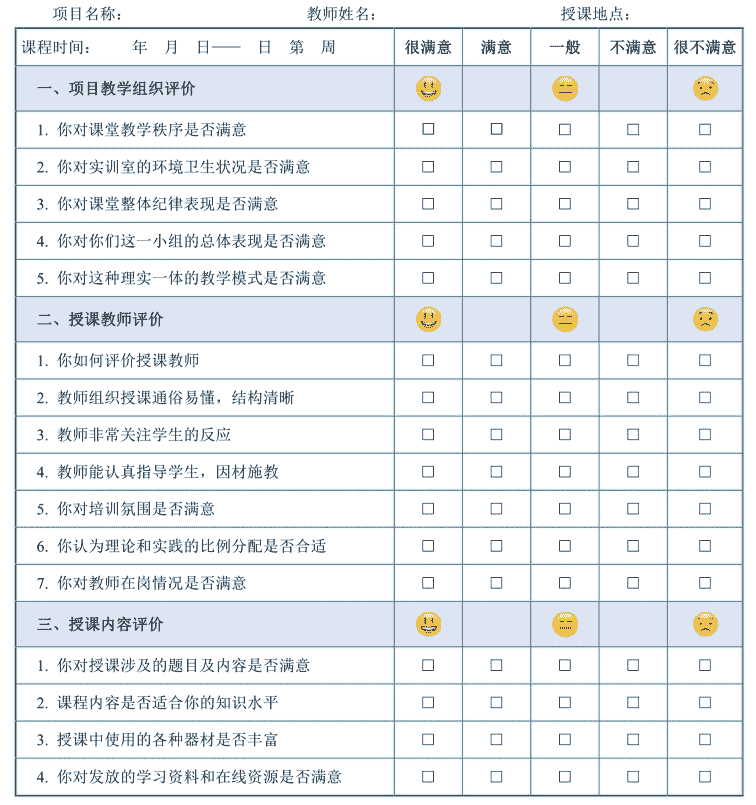 项目名称： 教师姓名： 授课地点：
课程时间： 年 月 日—— 日 第 周 很满意 满意 一般 不满意 很不满意
一、项目教学组织评价
1. 你对课堂教学秩序是否满意 □ □ □ □ □
2. 你对实训室的环境卫生状况是否满意 □ □ □ □ □
3. 你对课堂整体纪律表现是否满意 □ □ □ □ □
4. 你对你们这一小组的总体表现是否满意 □ □ □ □ □
5. 你对这种理实一体的教学模式是否满意 □ □ □ □ □
二、授课教师评价
1. 你如何评价授课教师 □ □ □ □ □
2. 教师组织授课通俗易懂，结构清晰 □ □ □ □ □
3. 教师非常关注学生的反应 □ □ □ □ □
4. 教师能认真指导学生，因材施教 □ □ □ □ □
5. 你对培训氛围是否满意 □ □ □ □ □
6. 你认为理论和实践的比例分配是否合适 □ □ □ □ □
7. 你对教师在岗情况是否满意 □ □ □ □ □
三、授课内容评价
1. 你对授课涉及的题目及内容是否满意 □ □ □ □ □
2. 课程内容是否适合你的知识水平 □ □ □ □ □
3. 授课中使用的各种器材是否丰富 □ □ □ □ □
4. 你对发放的学习资料和在线资源是否满意 □ □ □ □ □